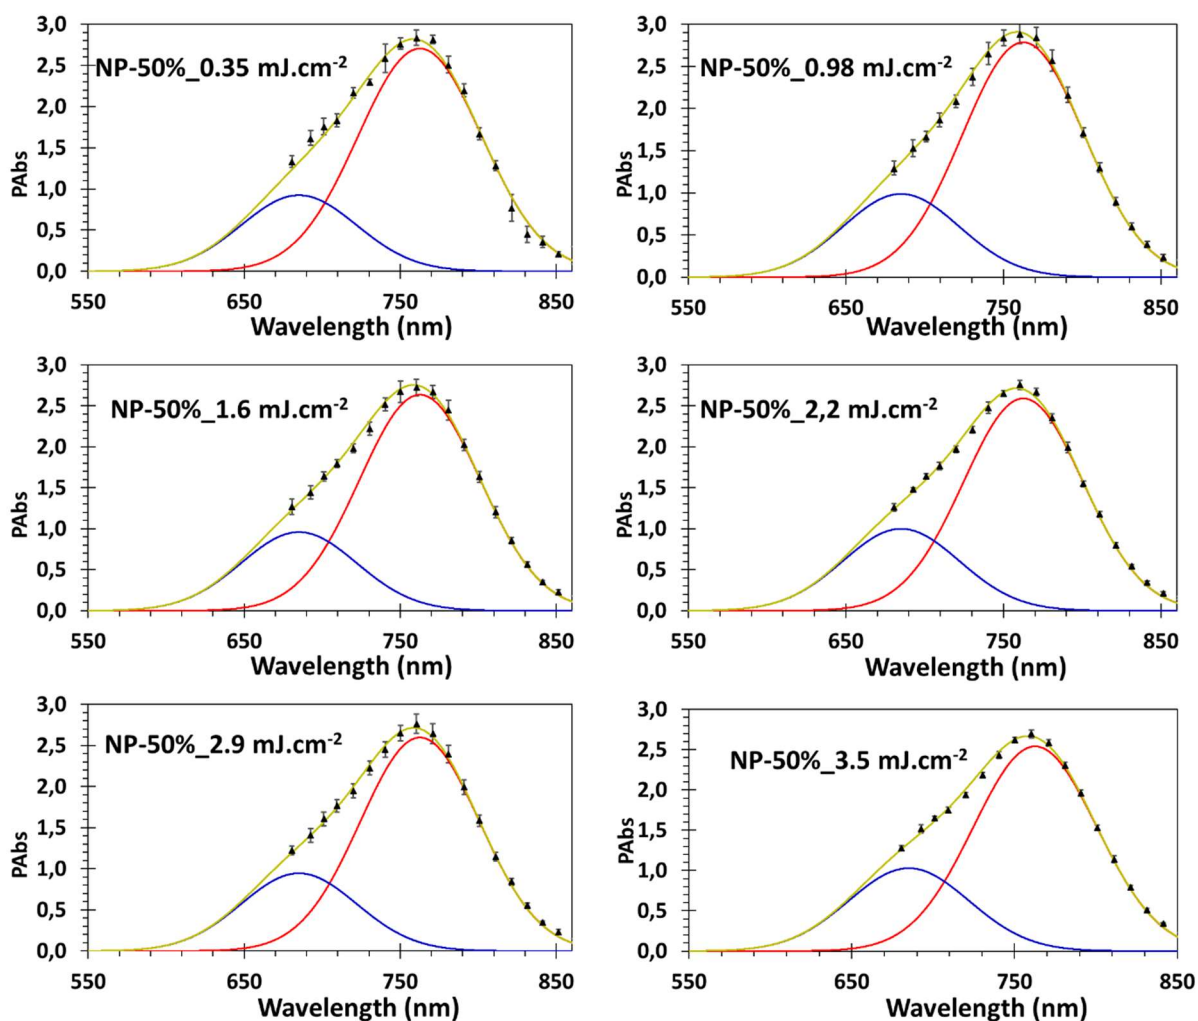 3,0
2,5
2,0
1,5
1,0
0,5
0,0
PAbs
NP-50%_0.35 mJ.cm-2
550 650 750 850
Wavelength (nm)
3,0
2,5
2,0
1,5
1,0
0,5
0,0
PAbs
NP-50%_0.98 mJ.cm-2
550 650 750 850
Wavelength (nm)
3,0
2,5
2,0
1,5
1,0
0,5
0,0
PAbs
NP-50%_1.6 mJ.cm-2
550 650 750 850
Wavelength (nm)
3,0
2,5
2,0
1,5
1,0
0,5
0,0
PAbs
NP-50%_2,2 mJ.cm-2
550 650 750 850
Wavelength (nm)
3,0
2,5
2,0
1,5
1,0
0,5
0,0
PAbs
NP-50%_2.9 mJ.cm-2
550 650 750 850
Wavelength (nm)
3,0
2,5
2,0
1,5
1,0
0,5
0,0
PAbs
NP-50%_3.5 mJ.cm-2
550 650 750 850
Wavelength (nm)